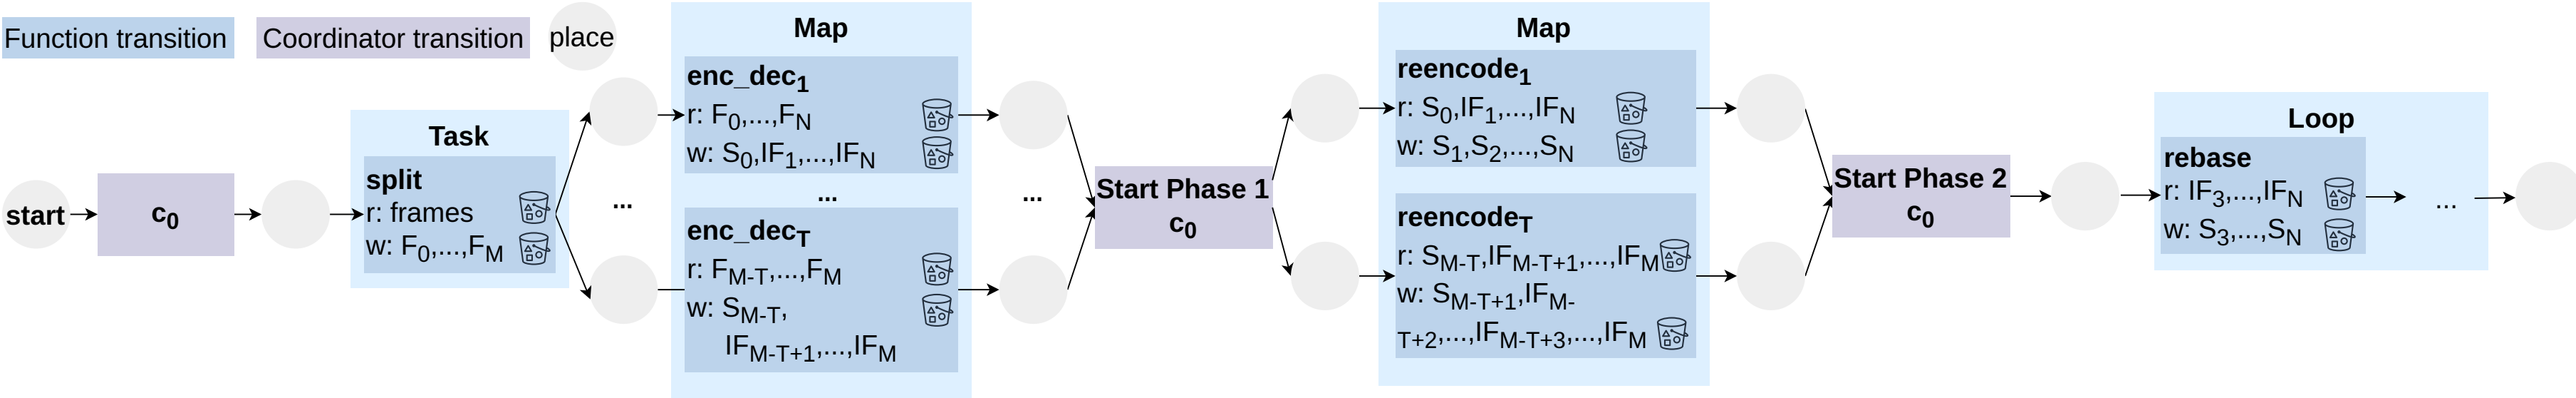 Function transition
Coordinator transition
place
start
c0
Task
split
r: frames
w: F0,...,FM
...
Map
enc_dec1
r: F0,...,FN
w: S0,IF1,...,IFN
...
enc_decT
r: FM-T,...,FM
w: SM-T,
IFM-T+1,...,IFM
...
Start Phase 1
c0
Map
reencode1
r: S0,IF1,...,IFN
w: S1,S2,...,SN
reencodeT
r: SM-T,IFM-T+1,...,IFM
w: SM-T+1,IFM-
T+2,...,IFM-T+3,...,IFM
Start Phase 2
c0
Loop
rebase
r: IF3,...,IFN
w: S3,...,SN
...